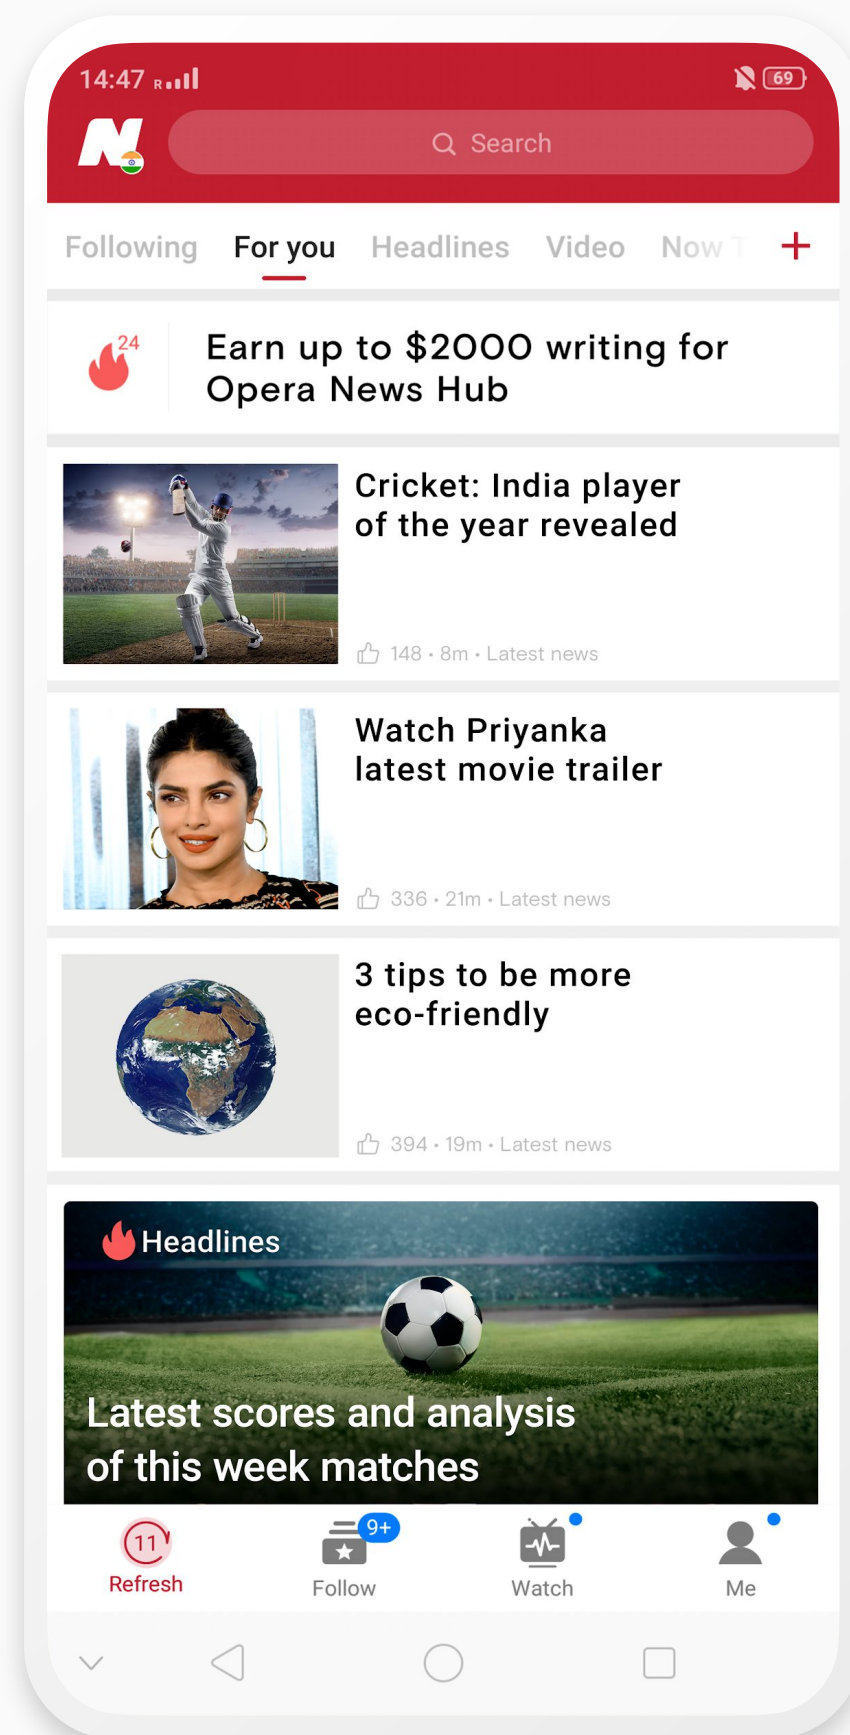 14:47 R
69
N
Search
Following For you Headlines Video Now
24
Earn up to $2000 writing for
Opera News Hub
Cricket: India player
of the year revealed
148 • 8m • Latest news
Watch Priyanka
latest movie trailer
336 • 21m • Latest news
3 tips to be more
eco-friendly
394 • 19m • Latest news
Headlines
Latest scores and analysis
of this week matches
11
9+
Refresh Follow Watch Me